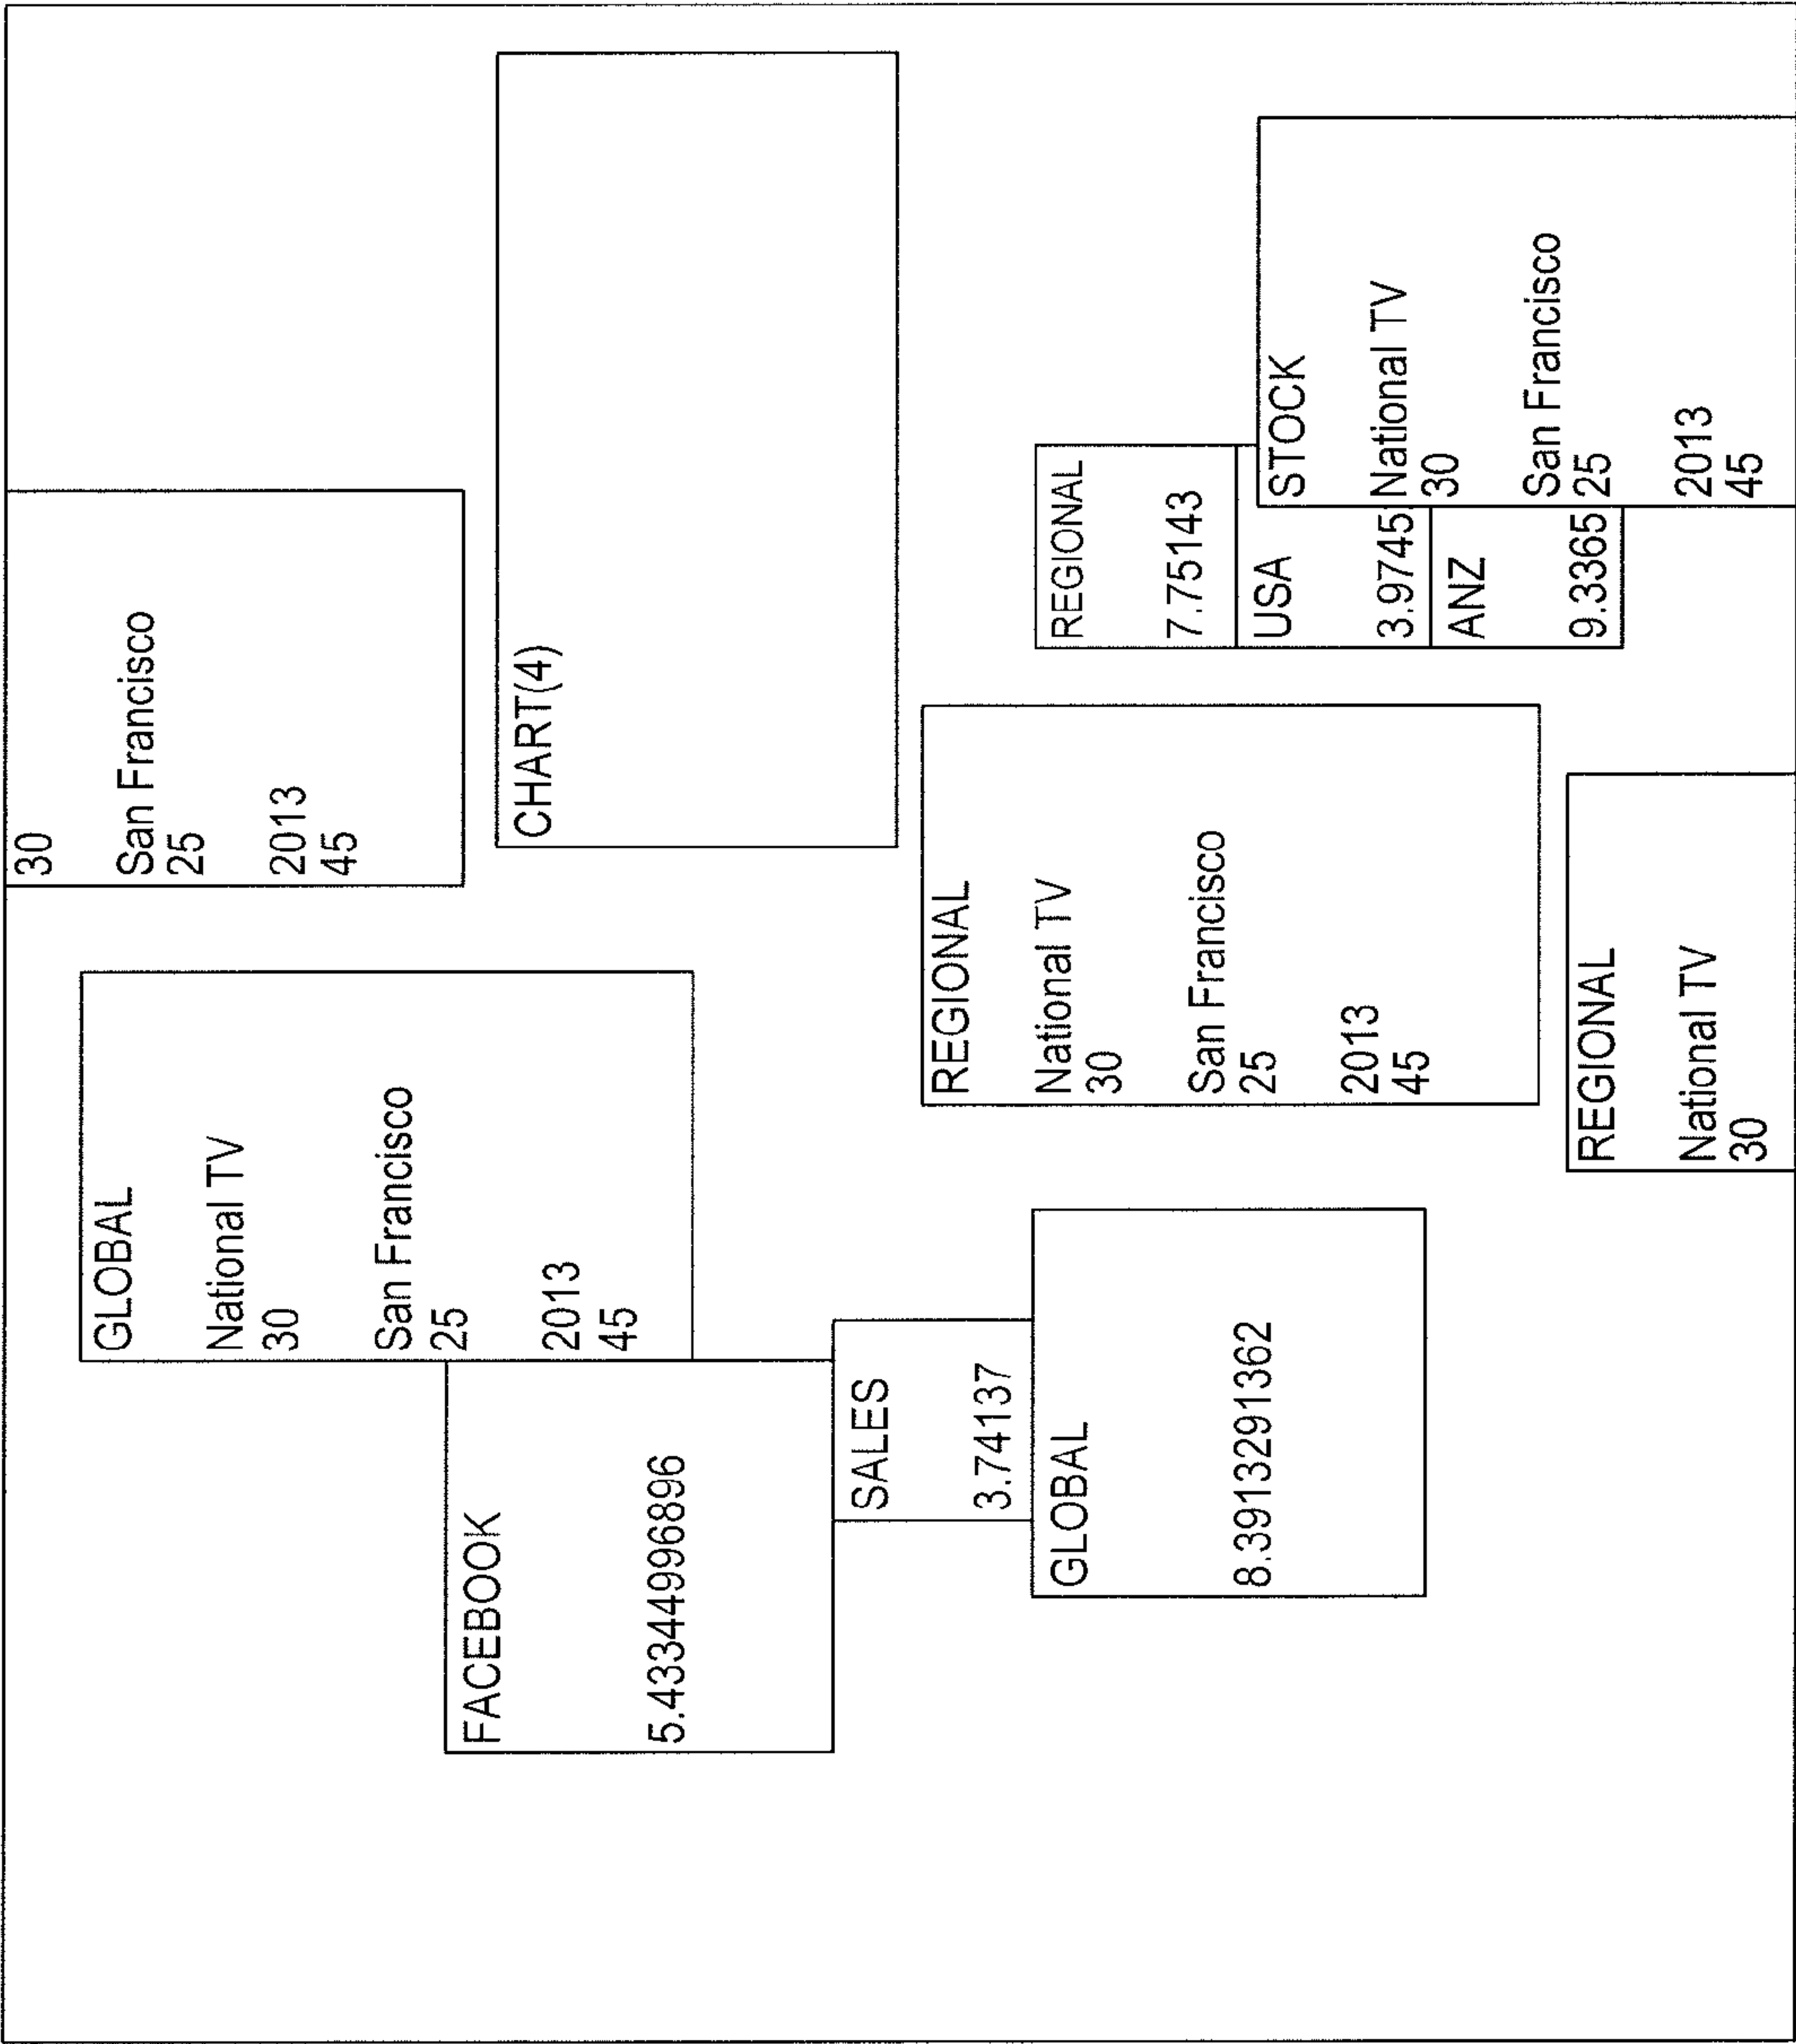 30
San Francisco
25
2013
45
GLOBAL
National TV
30
San Francisco
25
2013
45
FACEBOOK
5.43344996896
CHART(4)
SALES
3.74137
REGIONAL
National TV
30
San Francisco
25
2013
45
GLOBAL
8.3913291362
REGIONAL
7.75143
USA
3.9745
ANZ
9.3365
STOCK
National TV
30
San Francisco
25
2013
45
REGIONAL
National TV
30